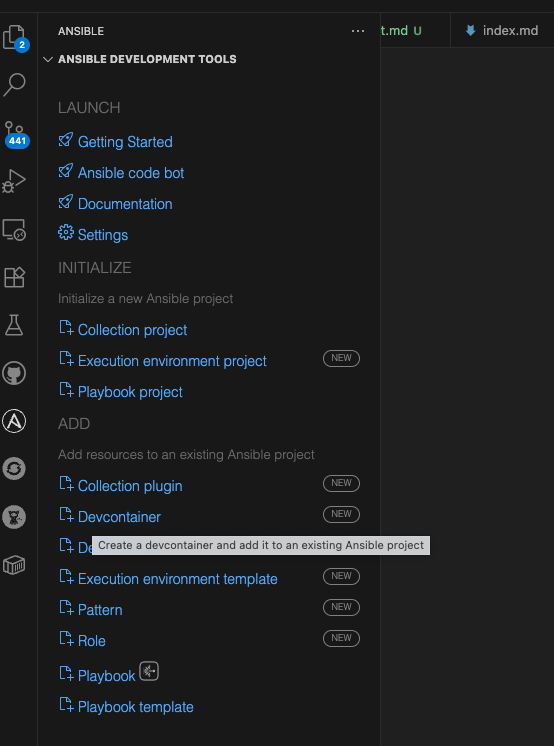 ANSIBLE
t.md U
index.md
2
ANSIBLE DEVELOPMENT TOOLS
LAUNCH
Getting Started
441
Ansible code bot
Documentation
Settings
INITIALIZE
Initialize a new Ansible project
Collection project
Execution environment project NEW
Playbook project
ADD
Add resources to an existing Ansible project
Collection plugin NEW
Devcontainer NEW
De
Create a devcontainer and add it to an existing Ansible project
Execution environment template NEW
Pattern NEW
Role NEW
Playbook
Playbook template